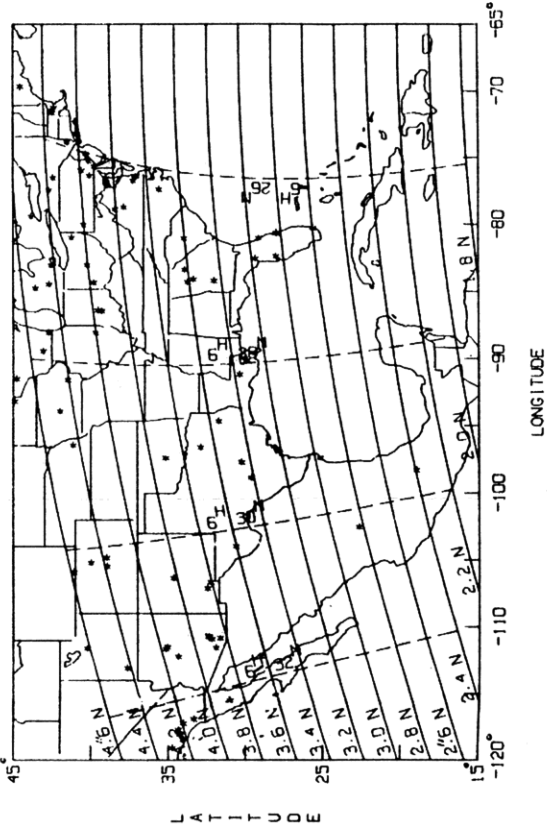 45
35
25
15
-120°
-110
-100
-90
-80
-70
-65°
LONGITUDE
LATITUDE
4."6 N
4.4 N
4.2 N
4.0 N
3.8 N
3.6 N
3.4 N
3.2 N
3.0 N
2.8 N
2."6 N
2.4 N
2.2 N
2.0 N
1.8 N